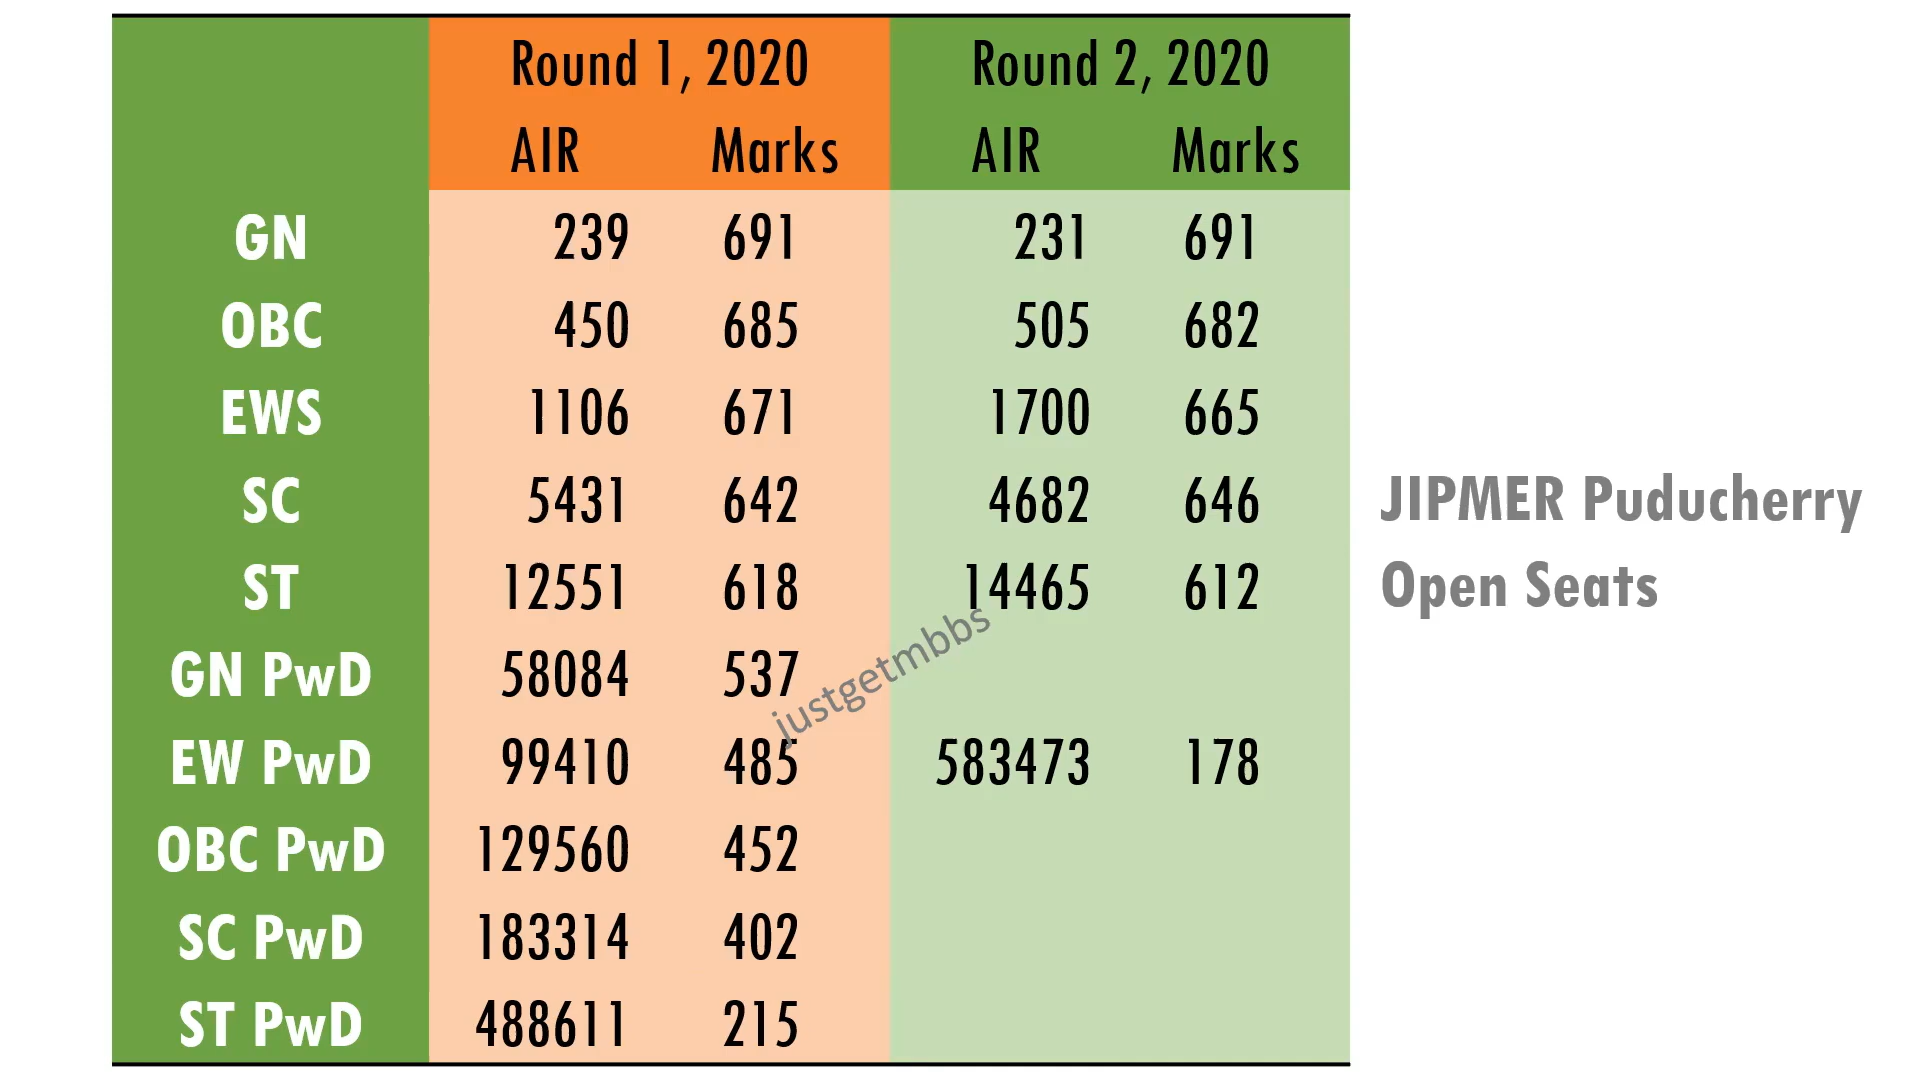 Round 1, 2020 Round 2, 2020
AIR Marks AIR Marks
GN 239 691 231 691
OBC 450 685 505 682
EWS 1106 671 1700 665
SC 5431 642 4682 646
JIPMER Puducherry
ST 12551 618 14465 612
Open Seats
GN PwD 58084 537
justgetmbbs
EW PwD 99410 485 583473 178
OBC PwD 129560 452
SC PwD 183314 402
ST PwD 488611 215